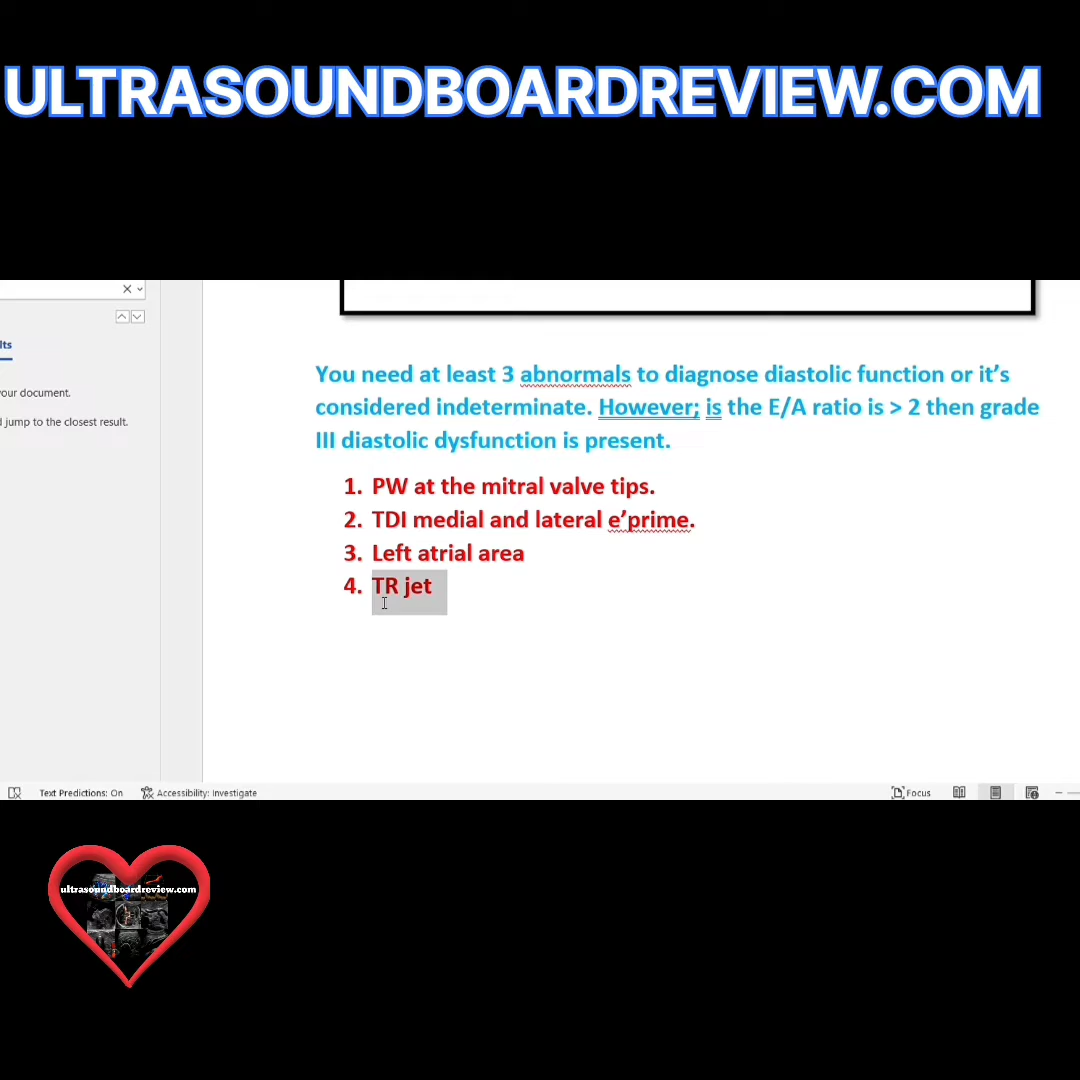 ULTRASOUNDBOARDREVIEW.COM
lts
your document.
d jump to the closest result.
You need at least 3 abnormals to diagnose diastolic function or it's
considered indeterminate. However; is the E/A ratio is > 2 then grade
III diastolic dysfunction is present.
1. PW at the mitral valve tips.
2. TDI medial and lateral e'prime.
3. Left atrial area
4. TR jet
Text Predictions: On
Accessibility: Investigate
Focus
ultrasoundboardreview.com